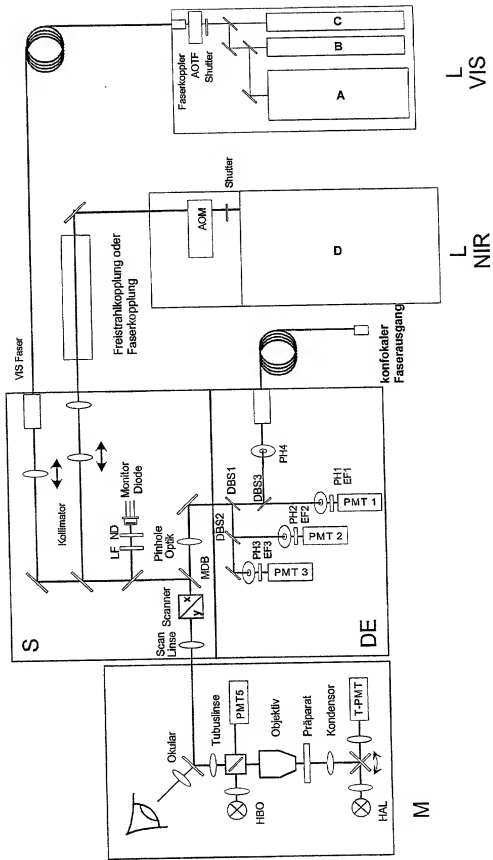 Faserkoppler
AOTF
Shutter
A
B
C
L
VIS
VIS Faser
Freistrahlkopplung oder
Faserkopplung
AOM
Shutter
D
L
NIR
S
Kollimator
LF
ND
Monitor
Diode
Pinhole
Optik
MDB
Scanner
x
y
Scan
Linse
DBS1
DBS2
DBS3
PH4
konfokaler
Faserausgang
PH1
EF1
PMT 1
PH2
EF2
PMT 2
PH3
EF3
PMT 3
DE
Okular
Tubuslinse
PMT5
HBO
Objektiv
Präparat
Kondensor
T-PMT
HAL
M